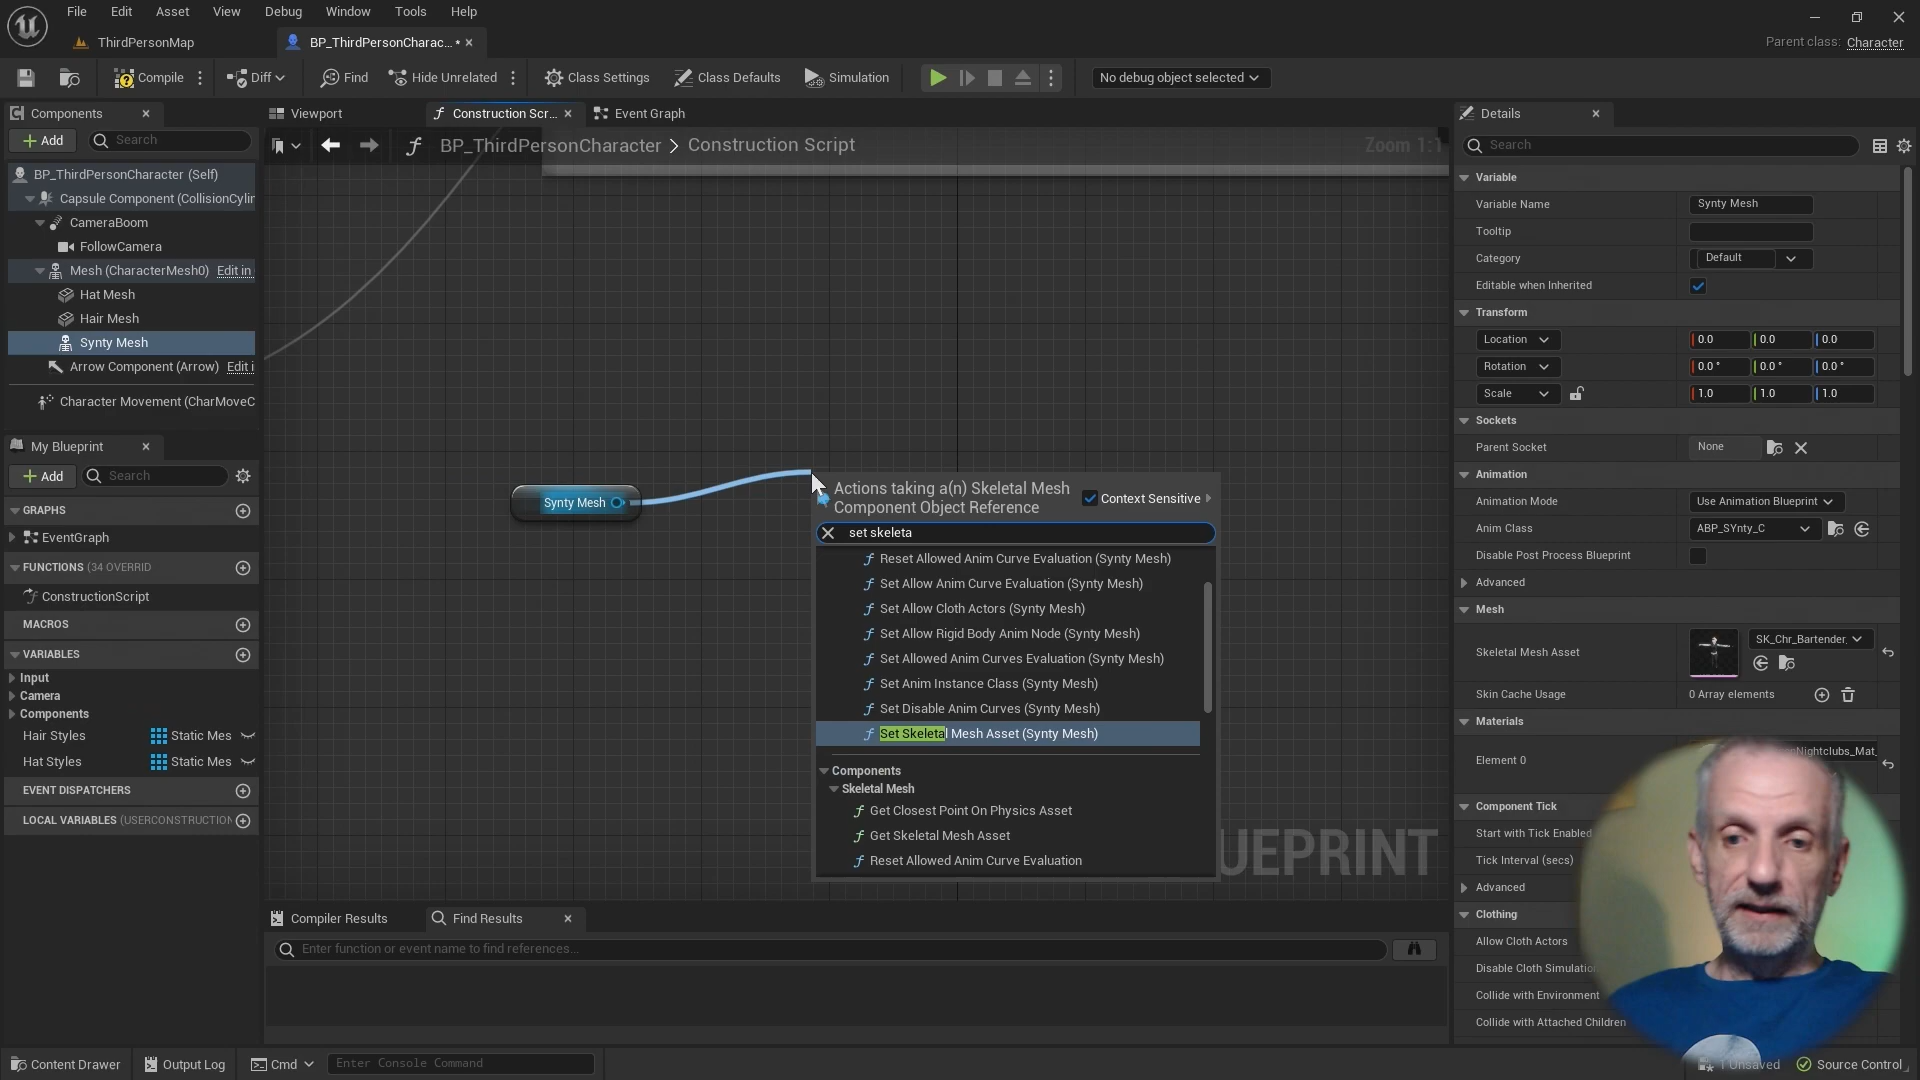 File Edit Asset View Debug Window Tools Help
ThirdPersonMap
BP_ThirdPersonCharac... •
Parent class: Character
Compile
Diff
Find
Hide Unrelated
Class Settings
Class Defaults
Simulation
No debug object selected
Components
Add
Search
BP_ThirdPersonCharacter (Self)
Capsule Component (CollisionCylin
CameraBoom
FollowCamera
Mesh (CharacterMesh0) Edit in
Hat Mesh
Hair Mesh
Synty Mesh
Arrow Component (Arrow) Edit i
Character Movement (CharMoveC
My Blueprint
Add
Search
GRAPHS
EventGraph
FUNCTIONS (34 OVERRID
ConstructionScript
MACROS
VARIABLES
Input
Camera
Components
Hair Styles Static Mes
Hat Styles Static Mes
EVENT DISPATCHERS
LOCAL VARIABLES (USERCONSTRUCTION
Viewport
Construction Scr...
Event Graph
BP_ThirdPersonCharacter > Construction Script
Zoom 1:1
Synty Mesh
Actions taking a(n) Skeletal Mesh
Component Object Reference
Context Sensitive
set skeleta
Reset Allowed Anim Curve Evaluation (Synty Mesh)
Set Allow Anim Curve Evaluation (Synty Mesh)
Set Allow Cloth Actors (Synty Mesh)
Set Allow Rigid Body Anim Node (Synty Mesh)
Set Allowed Anim Curves Evaluation (Synty Mesh)
Set Anim Instance Class (Synty Mesh)
Set Disable Anim Curves (Synty Mesh)
Set Skeletal Mesh Asset (Synty Mesh)
Components
Skeletal Mesh
Get Closest Point On Physics Asset
Get Skeletal Mesh Asset
Reset Allowed Anim Curve Evaluation
UEPRINT
Compiler Results
Find Results
Enter function or event name to find references...
Details
Search
Variable
Variable Name Synty Mesh
Tooltip
Category Default
Editable when Inherited
Transform
Location 0.0 0.0 0.0
Rotation 0.0 ° 0.0 ° 0.0 °
Scale 1.0 1.0 1.0
Sockets
Parent Socket None
Animation
Animation Mode Use Animation Blueprint
Anim Class ABP_SYnty_C
Disable Post Process Blueprint
Advanced
Mesh
Skeletal Mesh Asset SK_Chr_Bartender_
Skin Cache Usage 0 Array elements
Materials
Element 0 nNightclubs_Mat_
Component Tick
Start with Tick Enabled
Tick Interval (secs)
Advanced
Clothing
Allow Cloth Actors
Disable Cloth Simulation
Collide with Environment
Collide with Attached Children
Content Drawer
Output Log
Cmd
Enter Console Command
1 Unsaved
Source Control